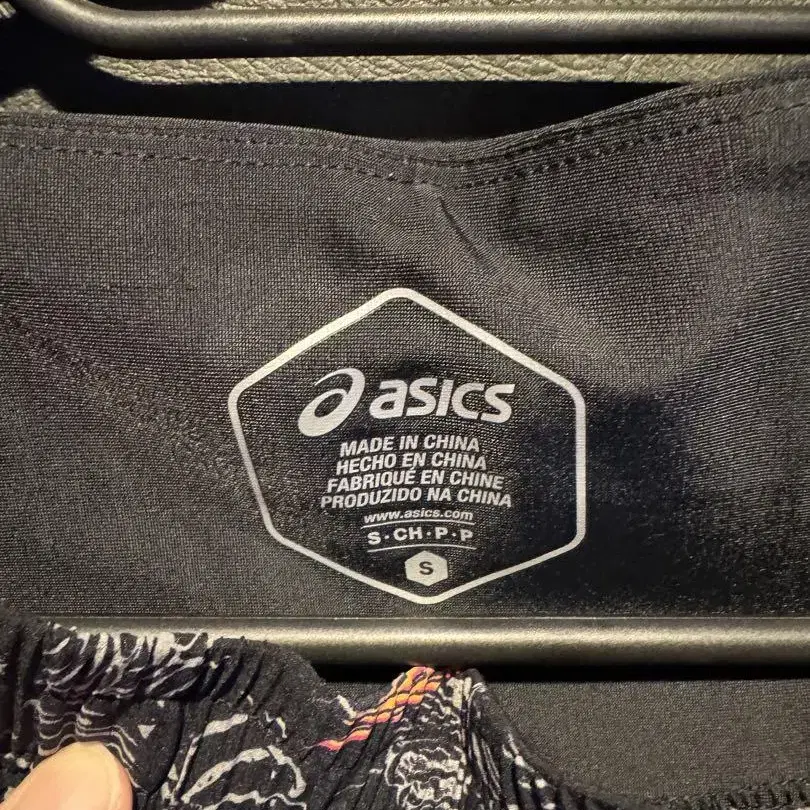 asics
MADE IN CHINA
HECHO EN CHINA
FABRIQUÉ EN CHINE
PRODUZIDO NA CHINA
www.asics.com
S·CH·P·P
S